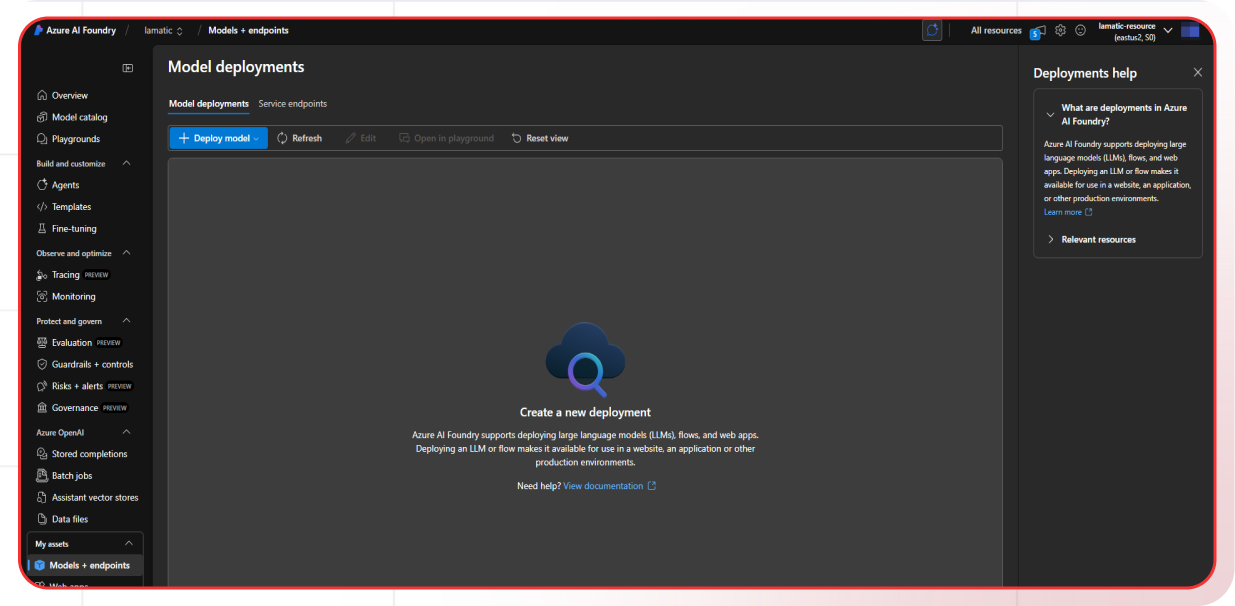 Azure AI Foundry / lamatic / Models + endpoints
All resources 5 lamatic-resource
(eastus2, S0)
Overview
Model catalog
Playgrounds
Build and customize
Agents
Templates
Fine-tuning
Observe and optimize
Tracing PREVIEW
Monitoring
Protect and govern
Evaluation PREVIEW
Guardrails + controls
Risks + alerts PREVIEW
Governance PREVIEW
Azure OpenAI
Stored completions
Batch jobs
Assistant vector stores
Data files
My assets
Models + endpoints
Web apps
Model deployments
Model deployments Service endpoints
+ Deploy model Refresh Edit Open in playground Reset view
Create a new deployment
Azure AI Foundry supports deploying large language models (LLMs), flows, and web apps.
Deploying an LLM or flow makes it available for use in a website, an application or other
production environments.
Need help? View documentation
Deployments help
What are deployments in Azure
AI Foundry?
Azure AI Foundry supports deploying large
language models (LLMs), flows, and web
apps. Deploying an LLM or flow makes it
available for use in a website, an application,
or other production environments.
Learn more
Relevant resources